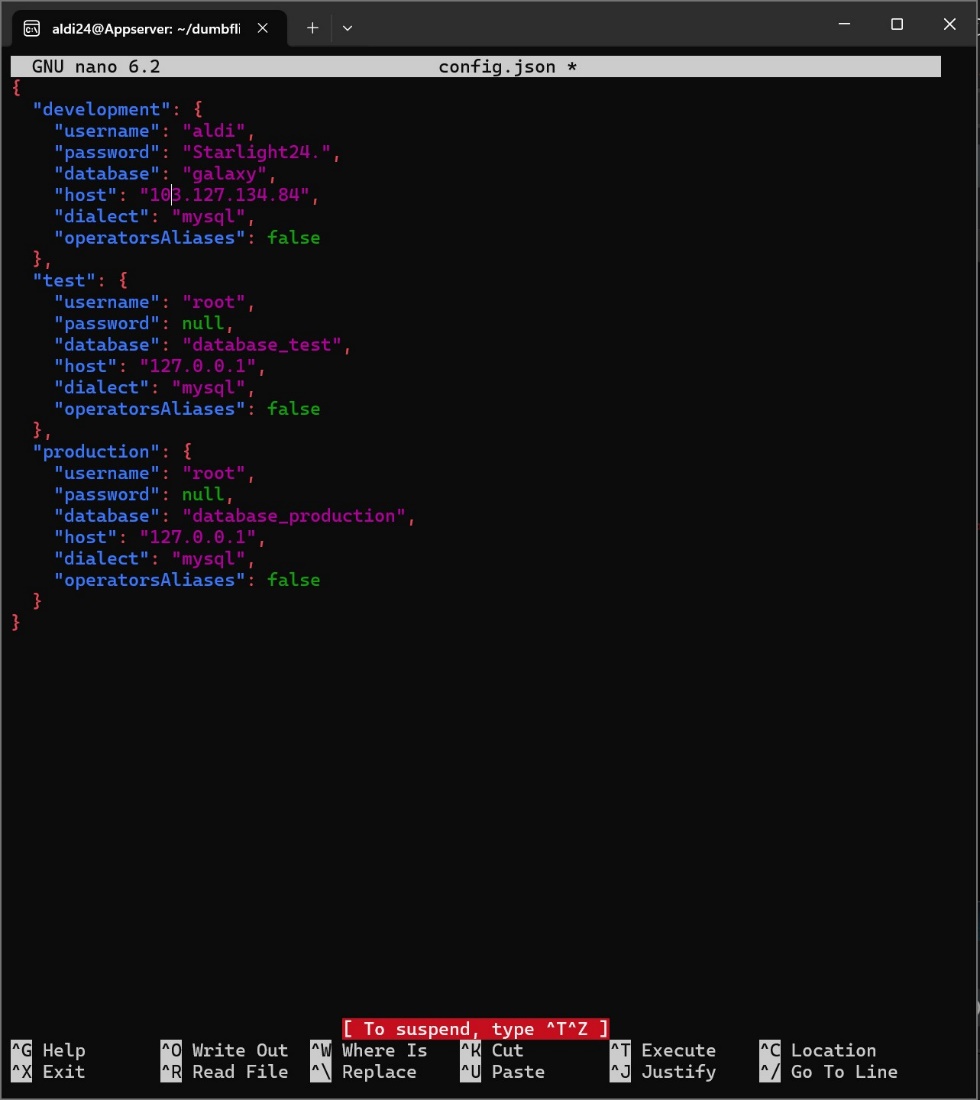 aldi24@Appserver: ~/dumbfli
GNU nano 6.2 config.json *
{
  "development": {
    "username": "aldi",
    "password": "Starlight24.",
    "database": "galaxy",
    "host": "103.127.134.84",
    "dialect": "mysql",
    "operatorsAliases": false
  },
  "test": {
    "username": "root",
    "password": null,
    "database": "database_test",
    "host": "127.0.0.1",
    "dialect": "mysql",
    "operatorsAliases": false
  },
  "production": {
    "username": "root",
    "password": null,
    "database": "database_production",
    "host": "127.0.0.1",
    "dialect": "mysql",
    "operatorsAliases": false
  }
}
[ To suspend, type ^T^Z ]
^G Help ^O Write Out ^W Where Is ^K Cut ^T Execute ^C Location
^X Exit ^R Read File ^\ Replace ^U Paste ^J Justify ^/ Go To Line